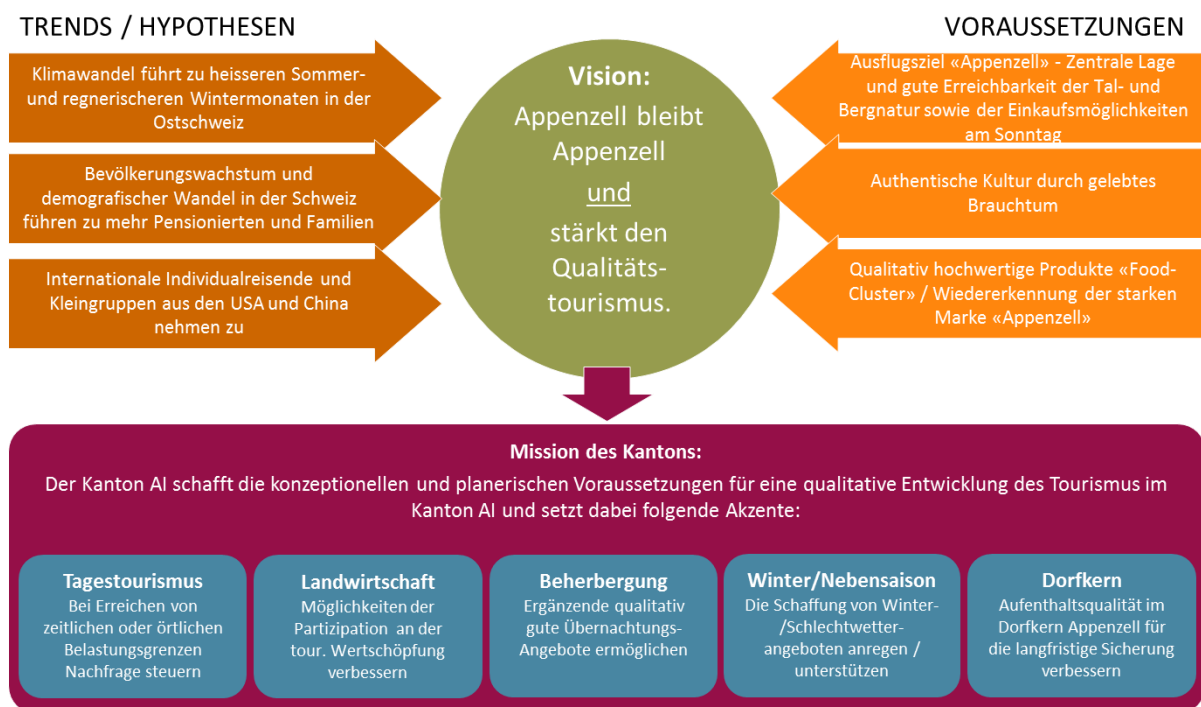 TRENDS / HYPOTHESEN
Klimawandel führt zu heisseren Sommer-
und regnerischeren Wintermonaten in der
Ostschweiz
Bevölkerungswachstum und
demografischer Wandel in der Schweiz
führen zu mehr Pensionierten und Familien
Internationale Individualreisende und
Kleingruppen aus den USA und China
nehmen zu
Vision:
Appenzell bleibt
Appenzell
und
stärkt den
Qualitäts-
tourismus.
VORAUSSETZUNGEN
Ausflugsziel «Appenzell» - Zentrale Lage
und gute Erreichbarkeit der Tal- und
Bergnatur sowie der Einkaufsmöglichkeiten
am Sonntag
Authentische Kultur durch gelebtes
Brauchtum
Qualitativ hochwertige Produkte «Food-
Cluster» / Wiedererkennung der starken
Marke «Appenzell»
Mission des Kantons:
Der Kanton AI schafft die konzeptionellen und planerischen Voraussetzungen für eine qualitative Entwicklung des Tourismus im
Kanton AI und setzt dabei folgende Akzente:
Tagestourismus
Bei Erreichen von
zeitlichen oder örtlichen
Belastungsgrenzen
Nachfrage steuern
Landwirtschaft
Möglichkeiten der
Partizipation an der
tour. Wertschöpfung
verbessern
Beherbergung
Ergänzende qualitativ
gute Übernachtungs-
Angebote ermöglichen
Winter/Nebensaison
Die Schaffung von Winter-
/Schlechtwetter-
angeboten anregen /
unterstützen
Dorfkern
Aufenthaltsqualität im
Dorfkern Appenzell für
die langfristige Sicherung
verbessern